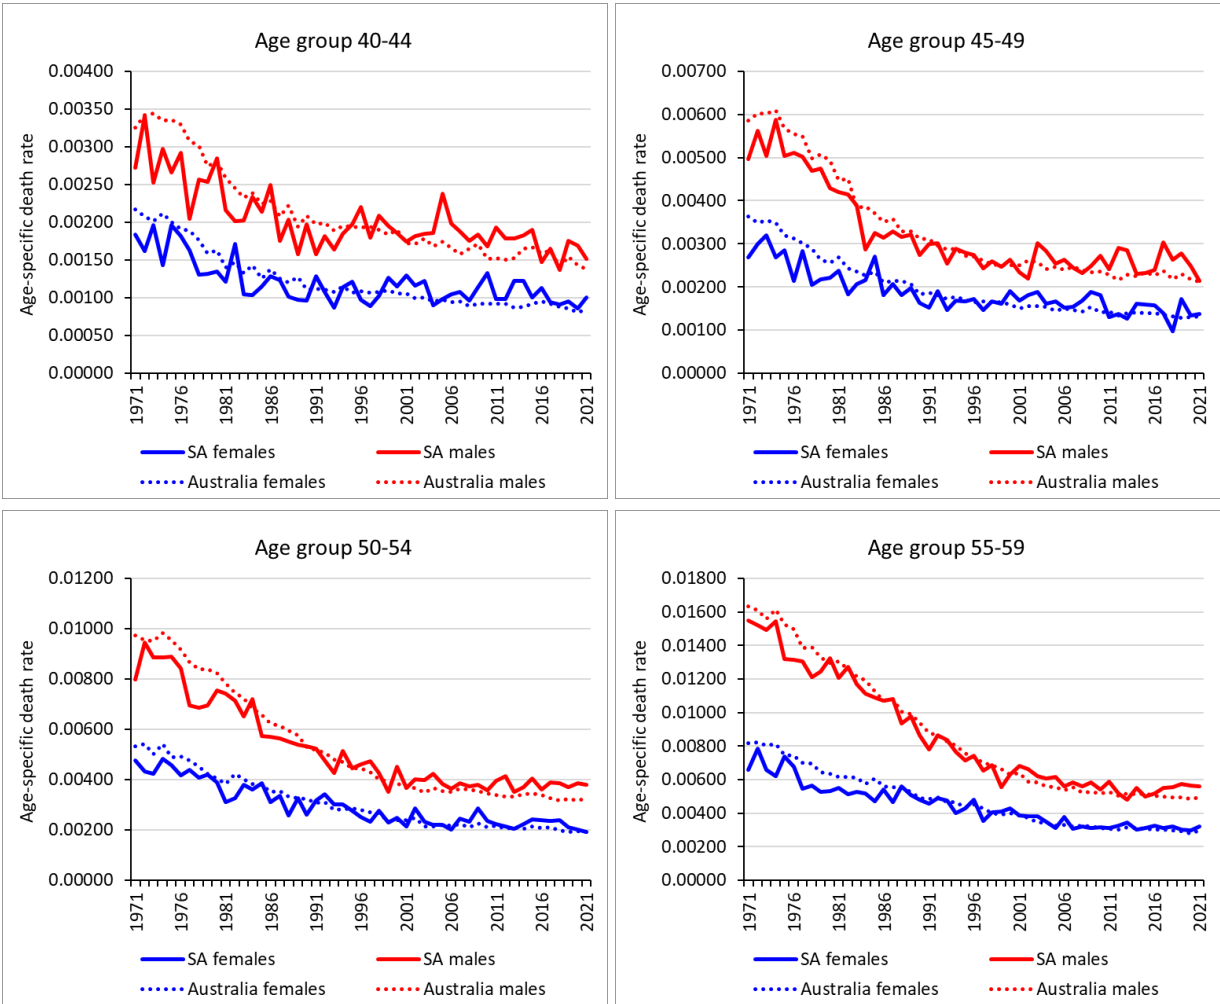 Age group 40-44
Age-specific death rate
0.00400
0.00350
0.00300
0.00250
0.00200
0.00150
0.00100
0.00050
0.00000
1971 1976 1981 1986 1991 1996 2001 2006 2011 2016 2021
SA females SA males
Australia females Australia males
Age group 45-49
Age-specific death rate
0.00700
0.00600
0.00500
0.00400
0.00300
0.00200
0.00100
0.00000
1971 1976 1981 1986 1991 1996 2001 2006 2011 2016 2021
SA females SA males
Australia females Australia males
Age group 50-54
Age-specific death rate
0.01200
0.01000
0.00800
0.00600
0.00400
0.00200
0.00000
1971 1976 1981 1986 1991 1996 2001 2006 2011 2016 2021
SA females SA males
Australia females Australia males
Age group 55-59
Age-specific death rate
0.01800
0.01600
0.01400
0.01200
0.01000
0.00800
0.00600
0.00400
0.00200
0.00000
1971 1976 1981 1986 1991 1996 2001 2006 2011 2016 2021
SA females SA males
Australia females Australia males